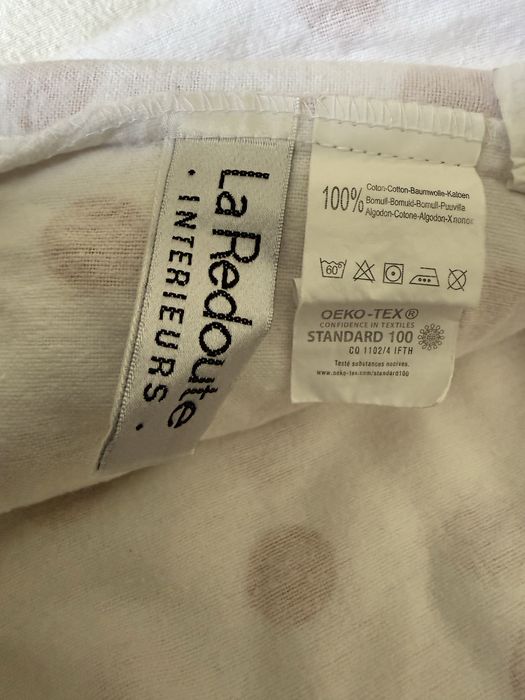 La Redoute
. INTERIEURS .
100% Coton-Cotton-Baumwolle-Katoen
Bomull-Bomuld-Bomull-Puuvilla
Algodon-Cotone-Algodon-Хлопок
60°
OEKO-TEX®
CONFIDENCE IN TEXTILES
STANDARD 100
CQ 1102/4 IFTH
Testé substances nocives.
www.oeko-tex.com/standard100